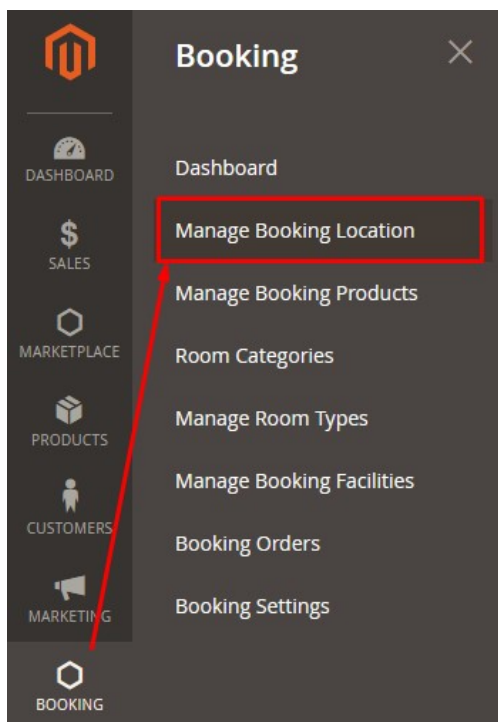 Booking
DASHBOARD
SALES
MARKETPLACE
PRODUCTS
CUSTOMERS
MARKETING
BOOKING
Dashboard
Manage Booking Location
Manage Booking Products
Room Categories
Manage Room Types
Manage Booking Facilities
Booking Orders
Booking Settings